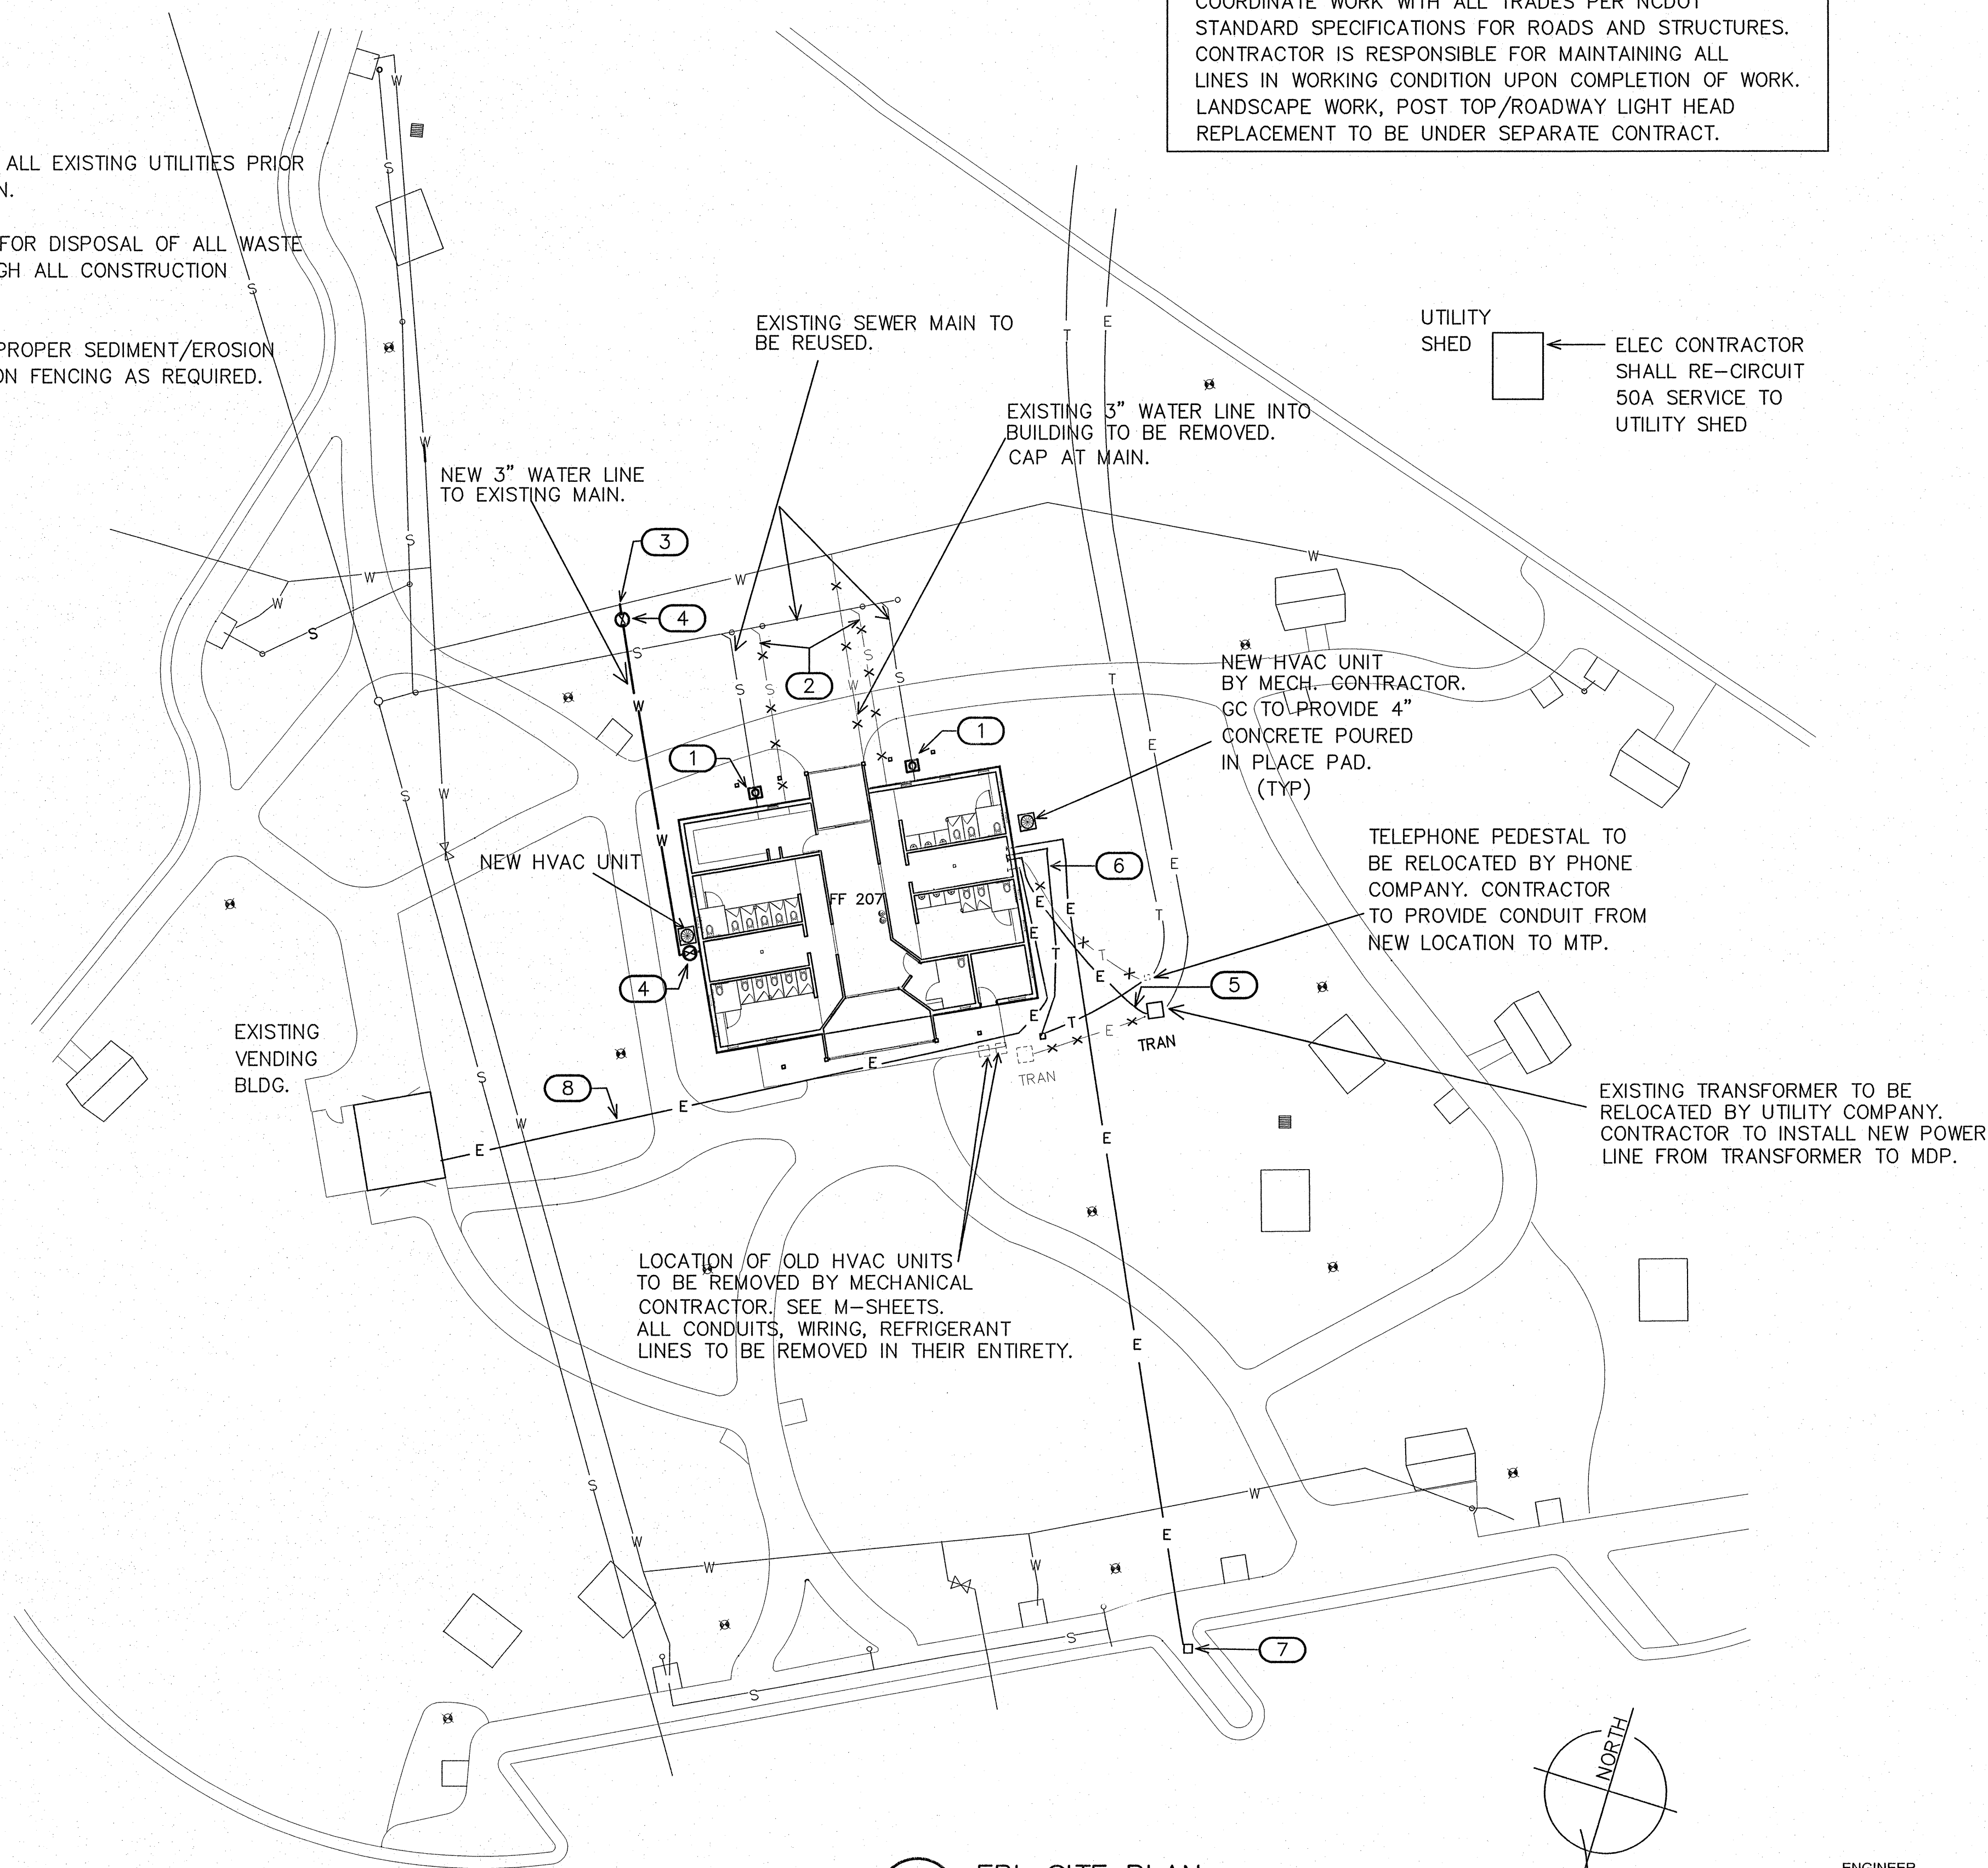 COORDINATE WORK WITH ALL TRADES PER NCDOT
STANDARD SPECIFICATIONS FOR ROADS AND STRUCTURES.
CONTRACTOR IS RESPONSIBLE FOR MAINTAINING ALL
LINES IN WORKING CONDITION UPON COMPLETION OF WORK.
LANDSCAPE WORK, POST TOP/ROADWAY LIGHT HEAD
REPLACEMENT TO BE UNDER SEPARATE CONTRACT.
ALL EXISTING UTILITIES PRIOR
N.
FOR DISPOSAL OF ALL WASTE
GH ALL CONSTRUCTION
PROPER SEDIMENT/EROSION
ON FENCING AS REQUIRED.
EXISTING SEWER MAIN TO
BE REUSED.
UTILITY
SHED
ELEC CONTRACTOR
SHALL RE-CIRCUIT
50A SERVICE TO
UTILITY SHED
EXISTING 3" WATER LINE INTO
BUILDING TO BE REMOVED.
CAP AT MAIN.
NEW 3" WATER LINE
TO EXISTING MAIN.
3
4
2
1
1
NEW HVAC UNIT
BY MECH. CONTRACTOR.
GC TO PROVIDE 4"
CONCRETE POURED
IN PLACE PAD.
(TYP)
TELEPHONE PEDESTAL TO
BE RELOCATED BY PHONE
COMPANY. CONTRACTOR
TO PROVIDE CONDUIT FROM
NEW LOCATION TO MTP.
NEW HVAC UNIT
FF 207
6
4
5
EXISTING
VENDING
BLDG.
TRAN
TRAN
8
EXISTING TRANSFORMER TO BE
RELOCATED BY UTILITY COMPANY.
CONTRACTOR TO INSTALL NEW POWER
LINE FROM TRANSFORMER TO MDP.
LOCATION OF OLD HVAC UNITS
TO BE REMOVED BY MECHANICAL
CONTRACTOR. SEE M-SHEETS.
ALL CONDUITS, WIRING, REFRIGERANT
LINES TO BE REMOVED IN THEIR ENTIRETY.
7
NORTH
ENGINEER